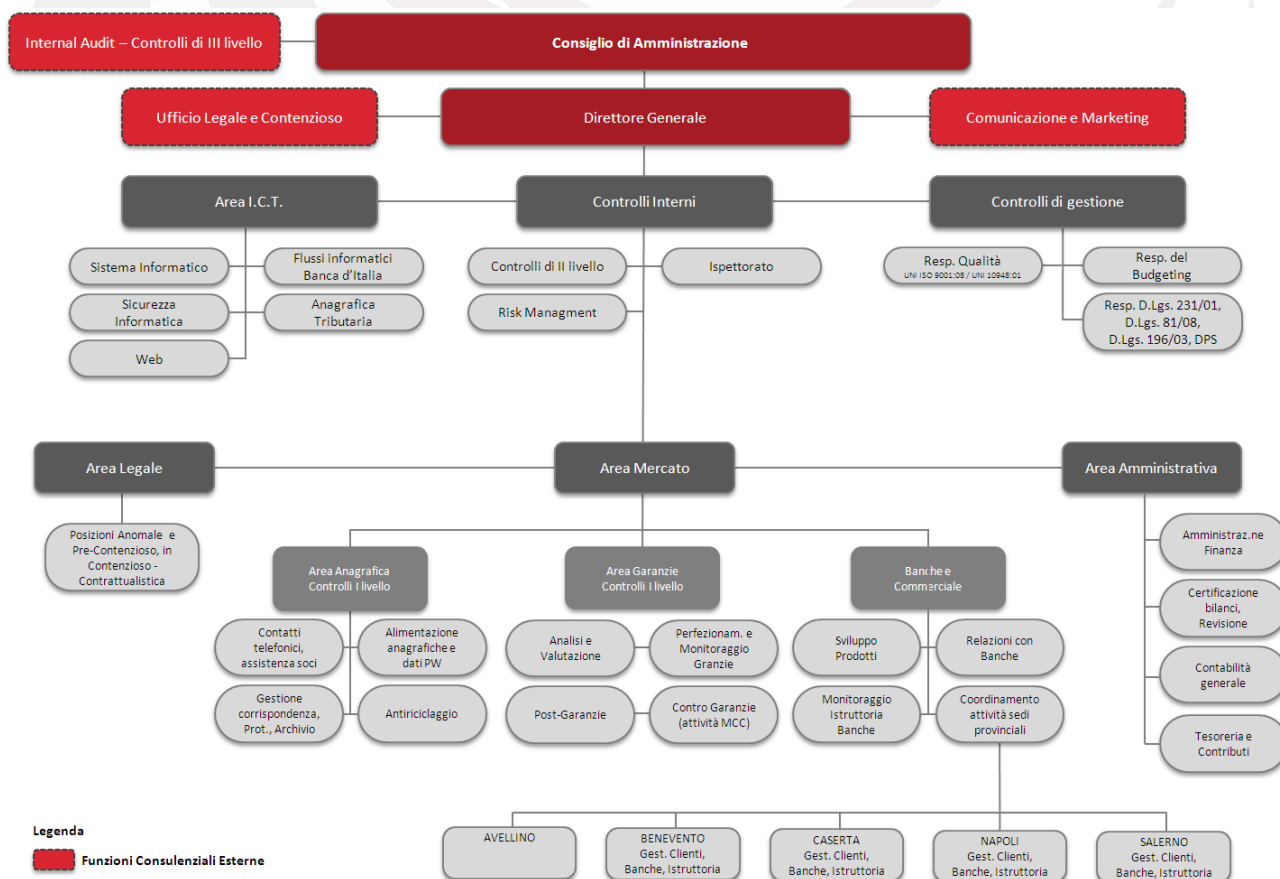 Internal Audit – Controlli di III livello
Consiglio di Amministrazione
Ufficio Legale e Contenzioso
Direttore Generale
Comunicazione e Marketing
Area I.C.T.
Controlli Interni
Controlli di gestione
Sistema Informatico
Flussi informatici
Banca d'Italia
Sicurezza
Informatica
Anagrafica
Tributaria
Web
Controlli di II livello
Ispettorato
Risk Managment
Resp. Qualità
UNI ISO 9001:08 / UNI 10948:01
Resp. del
Budgeting
Resp. D.Lgs. 231/01,
D.Lgs. 81/08,
D.Lgs. 196/03, DPS
Area Legale
Area Mercato
Area Amministrativa
Posizioni Anomale e
Pre-Contenzioso, in
Contenzioso -
Contrattualistica
Area Anagrafica
Controlli I livello
Area Garanzie
Controlli I livello
Banche e
Commerciale
Contatti
telefonici,
assistenza soci
Alimentazione
anagrafiche e
dati PW
Gestione
corrispondenza,
Prot., Archivio
Antiriciclaggio
Analisi e
Valutazione
Perfezionam. e
Monitoraggio
Granzie
Post-Garanzie
Contro Garanzie
(attività MCC)
Sviluppo
Prodotti
Relazioni con
Banche
Monitoraggio
Istruttoria
Banche
Coordinamento
attività sedi
provinciali
Amministraz.ne
Finanza
Certificazione
bilanci,
Revisione
Contabilità
generale
Tesoreria e
Contributi
Legenda
Funzioni Consulenziali Esterne
AVELLINO
BENEVENTO
Gest. Clienti,
Banche, Istruttoria
CASERTA
Gest. Clienti,
Banche, Istruttoria
NAPOLI
Gest. Clienti,
Banche, Istruttoria
SALERNO
Gest. Clienti,
Banche, Istruttoria